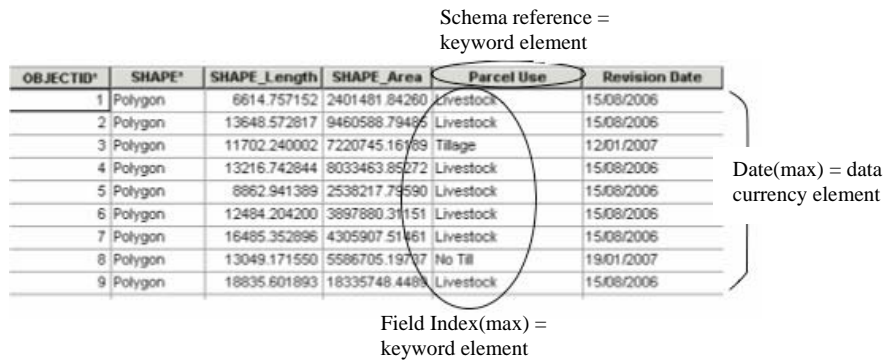 Schema reference =
keyword element
OBJECTID* SHAPE* SHAPE_Length SHAPE_Area Parcel Use Revision Date
1 Polygon 6614.757152 2401481.84260 Livestock 15/08/2006
2 Polygon 13648.572817 9460588.79485 Livestock 15/08/2006
3 Polygon 11702.240002 7220745.16189 Tillage 12/01/2007
4 Polygon 13216.742844 8033463.85272 Livestock 15/08/2006
5 Polygon 8862.941389 2538217.79590 Livestock 15/08/2006
6 Polygon 12484.204200 3897880.31151 Livestock 15/08/2006
7 Polygon 16485.352896 4305907.51461 Livestock 15/08/2006
8 Polygon 13049.171550 5586705.19737 No Till 19/01/2007
9 Polygon 18835.601893 18335748.4489 Livestock 15/08/2006
Date(max) = data
currency element
Field Index(max) =
keyword element